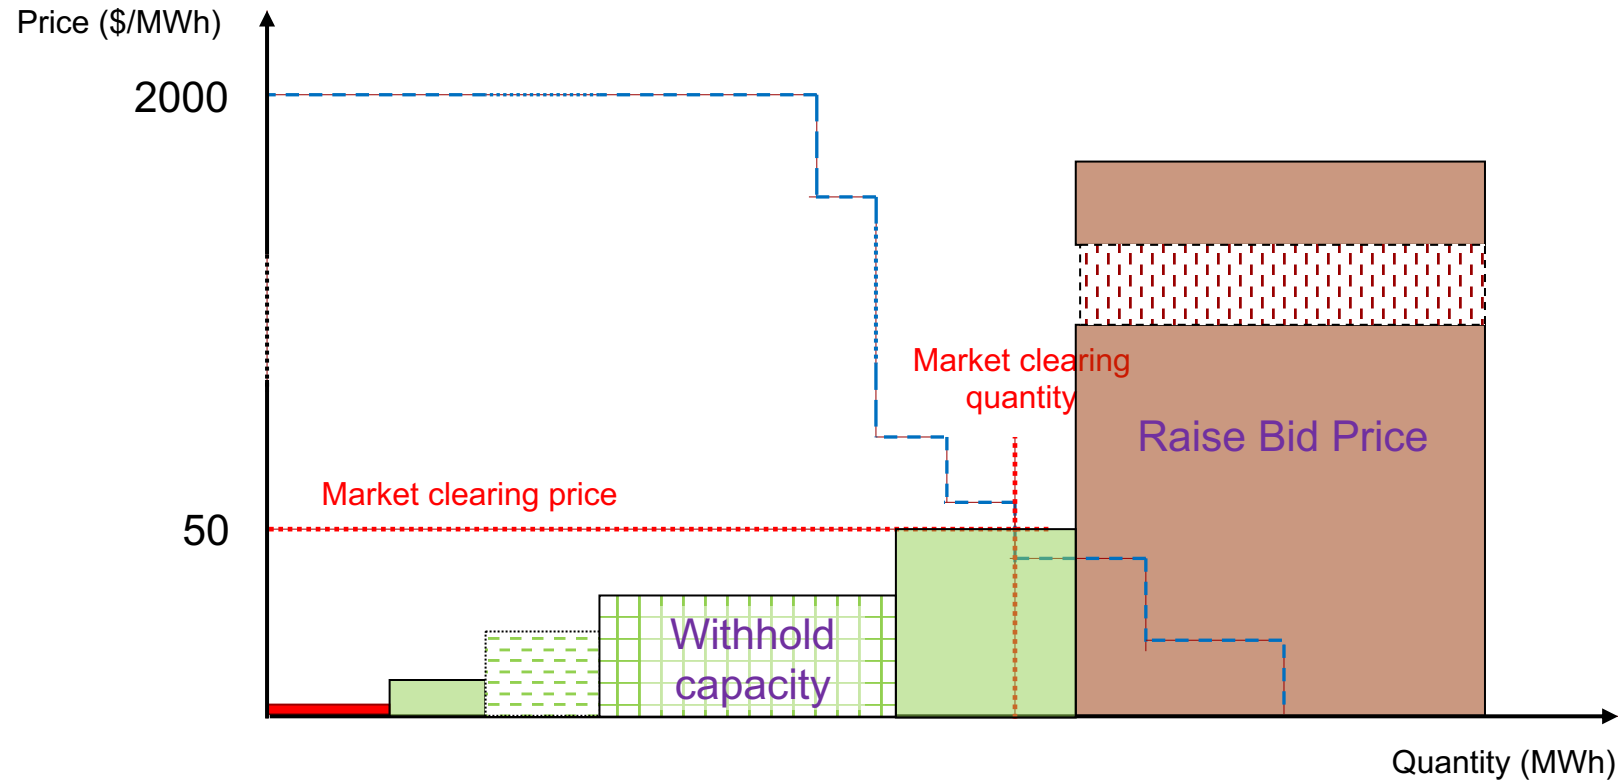 Price ($/MWh)
2000
Market clearing
quantity
Raise Bid Price
Market clearing price
50
Withhold
capacity
Quantity (MWh)